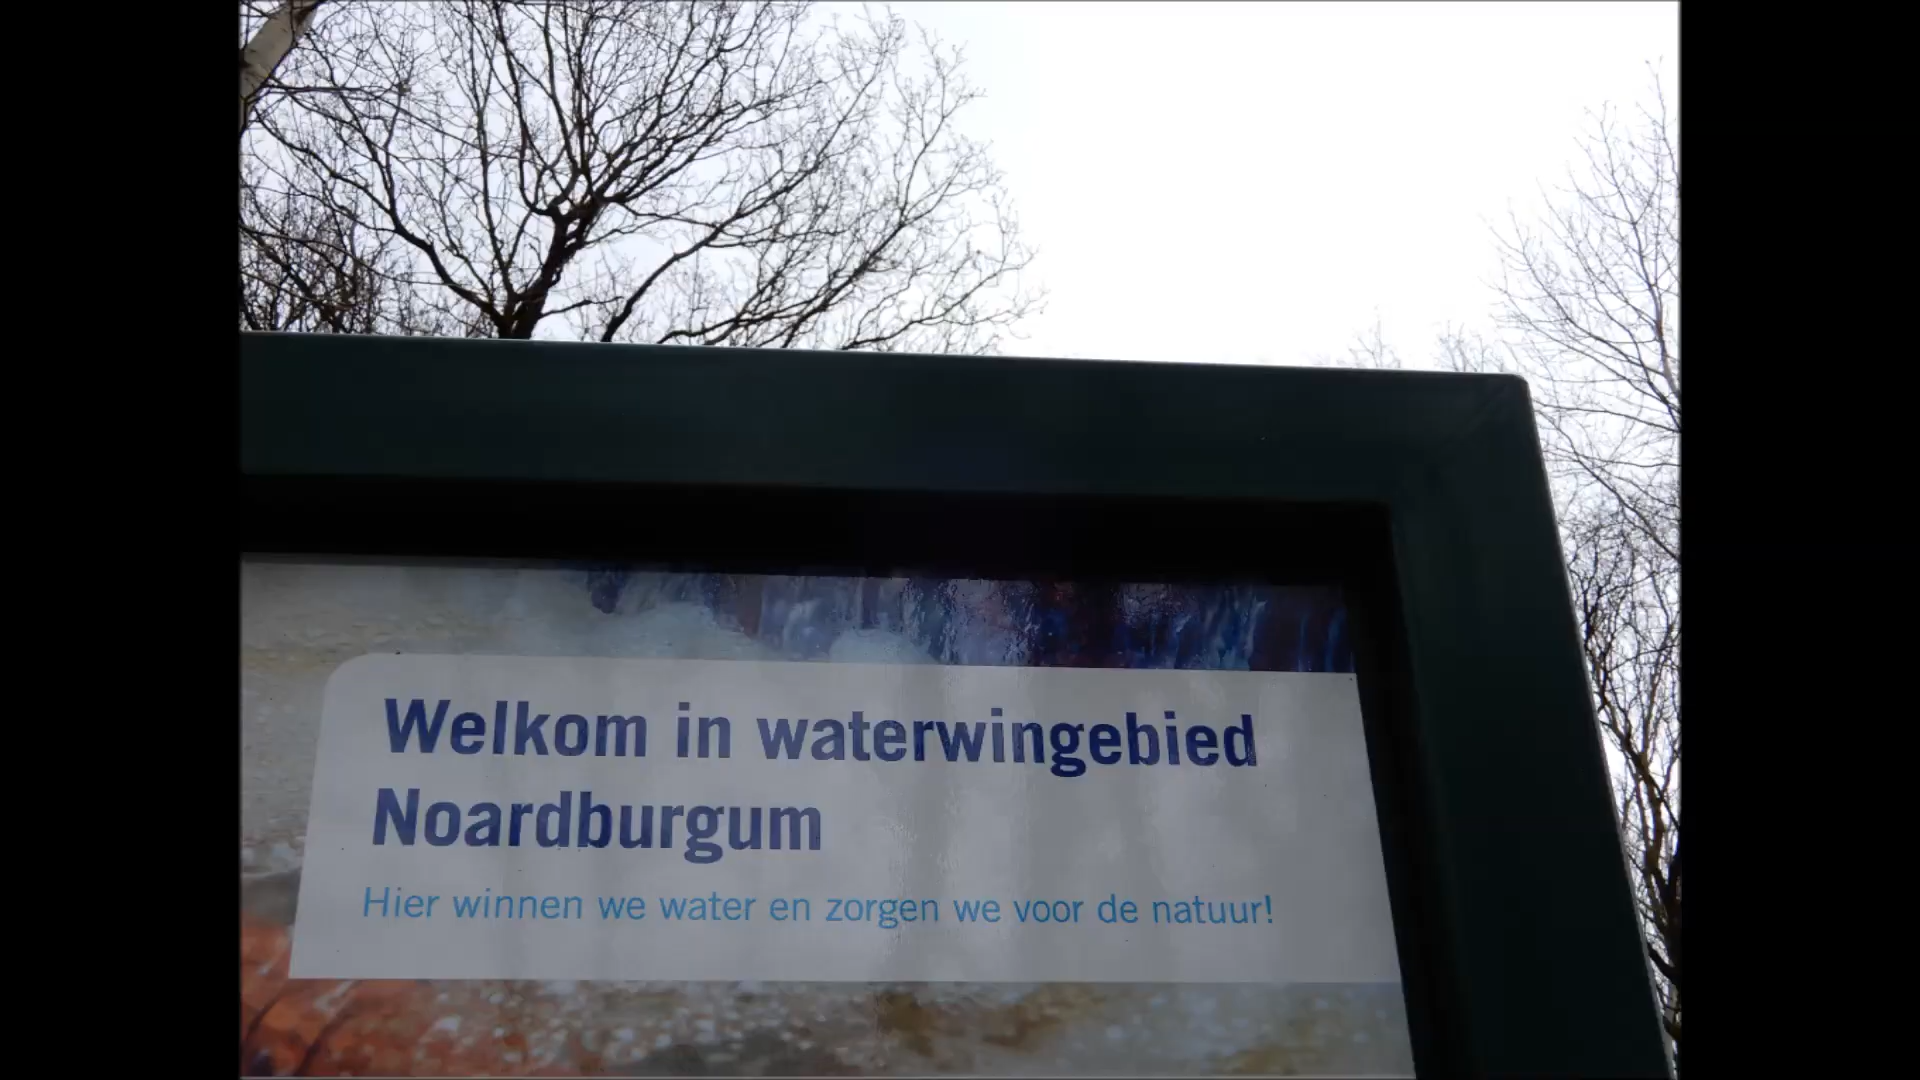 Welkom in waterwingebied
Noardburgum
Hier winnen we water en zorgen we voor de natuur!